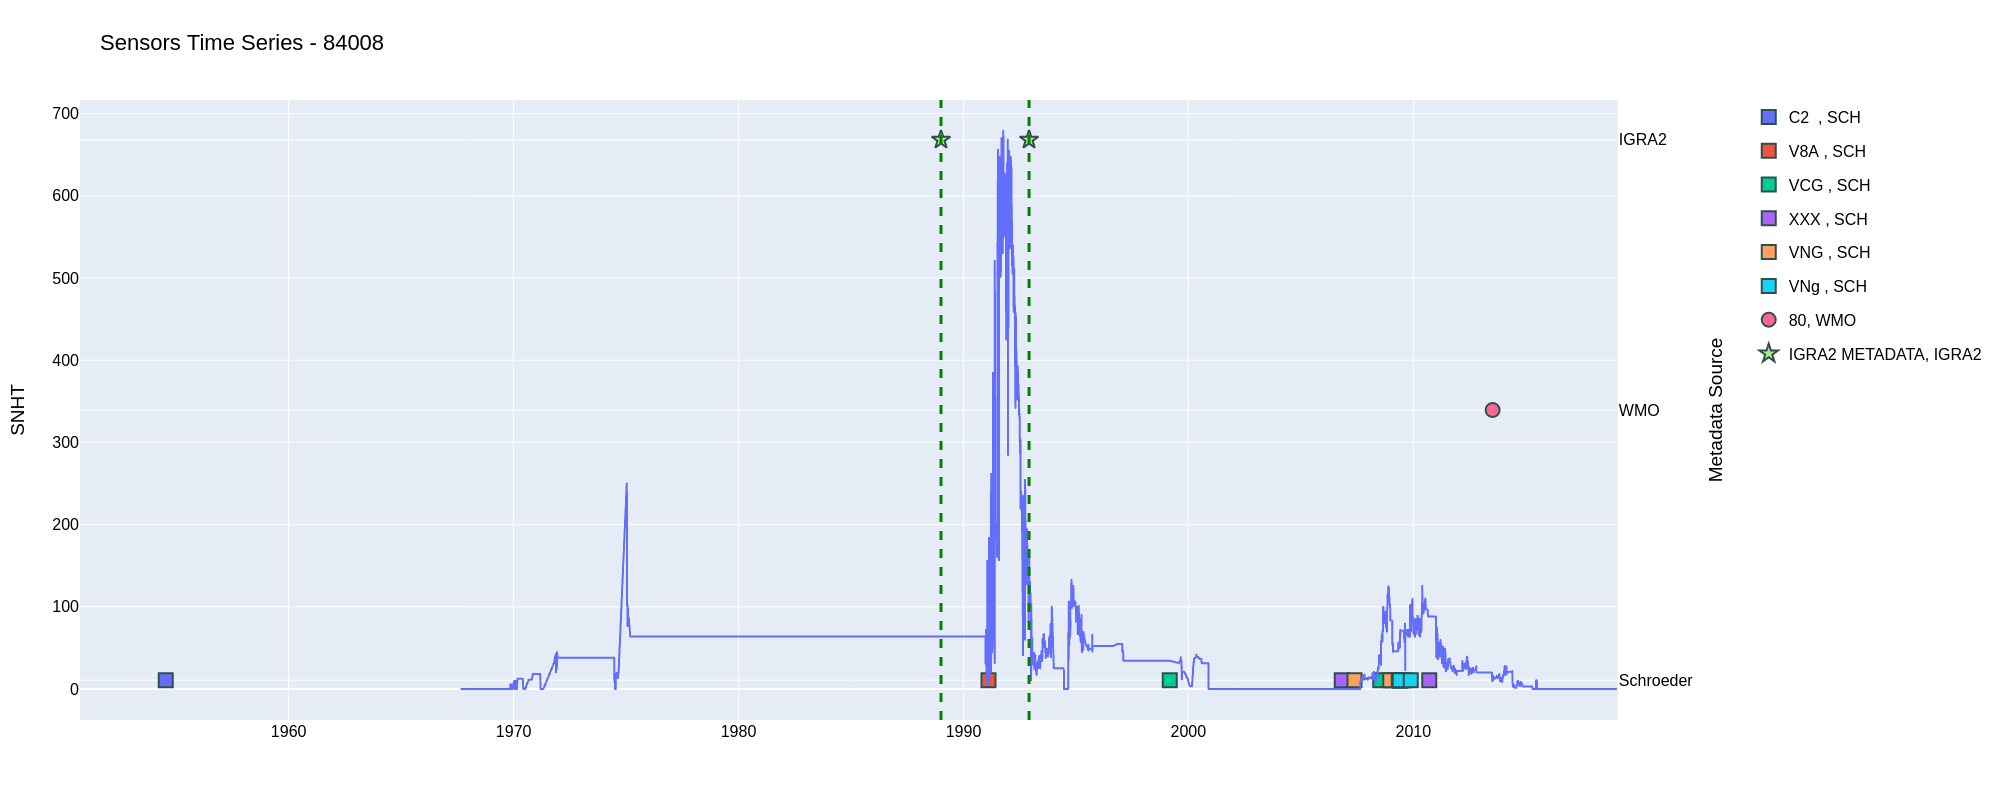 Sensors Time Series - 84008
SNHT
700
600
500
400
300
200
100
0
1960
1970
1980
1990
2000
2010
IGRA2
WMO
Schroeder
Metadata Source
C2  , SCH
V8A , SCH
VCG , SCH
XXX , SCH
VNG , SCH
VNg , SCH
80, WMO
IGRA2 METADATA, IGRA2